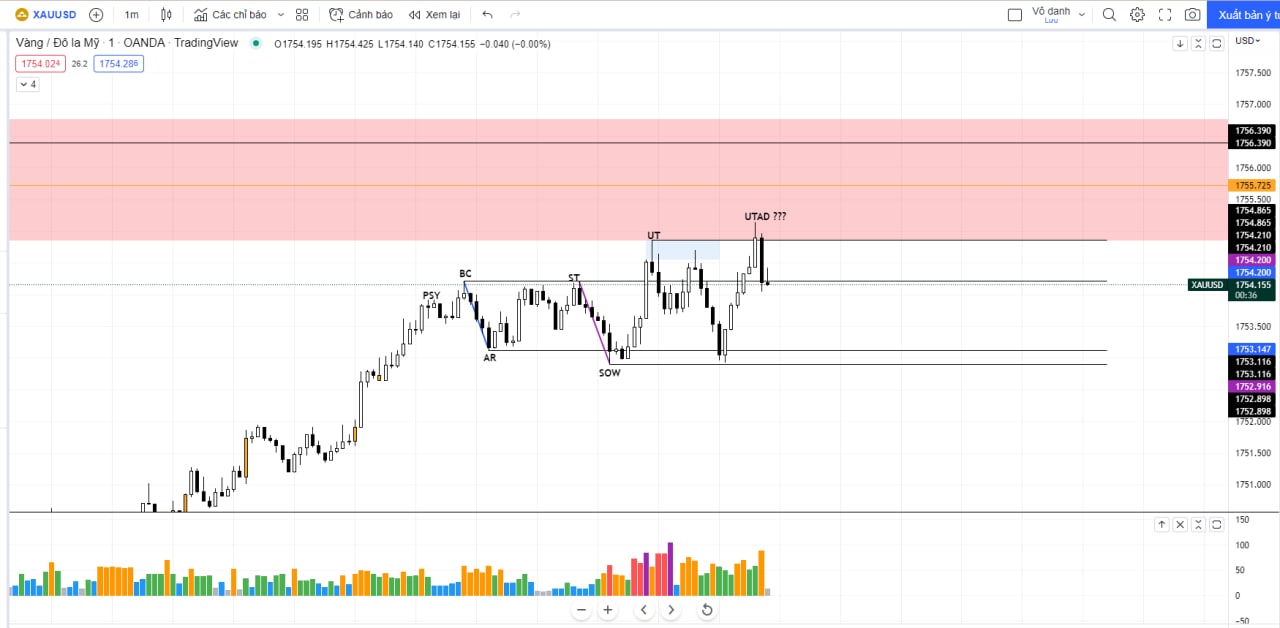 XAUUSD 1m Các chỉ báo Cảnh báo Xem lại Vô danh Lưu Xuất bản ý tư
Vàng / Đô la Mỹ · 1 · OANDA · TradingView O1754.195 H1754.425 L1754.140 C1754.155 −0.040 (−0.00%) USD
1754.024 26.2 1754.286
4
1757.500
1757.000
1756.390
1756.390
1756.000
1755.725
1755.500
1754.865
1754.865
1754.210
1754.210
1754.200
1754.200
XAUUSD 1754.155
00:36
1753.500
1753.147
1753.116
1753.116
1752.916
1752.898
1752.898
1752.000
1751.500
1751.000
UTAD ???
UT
BC
ST
PSY
AR
SOW
150
100
50
0
−50